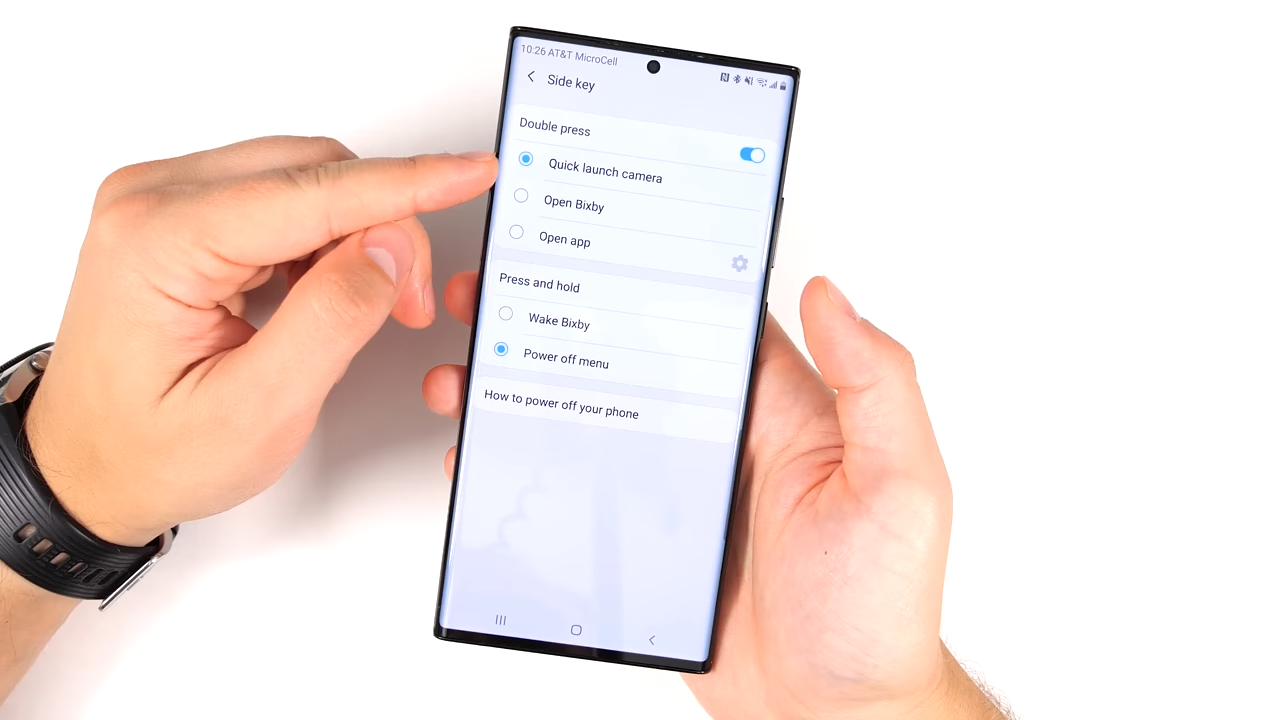 10:26 AT&T MicroCell
Side key
Double press
Quick launch camera
Open Bixby
Open app
Press and hold
Wake Bixby
Power off menu
How to power off your phone